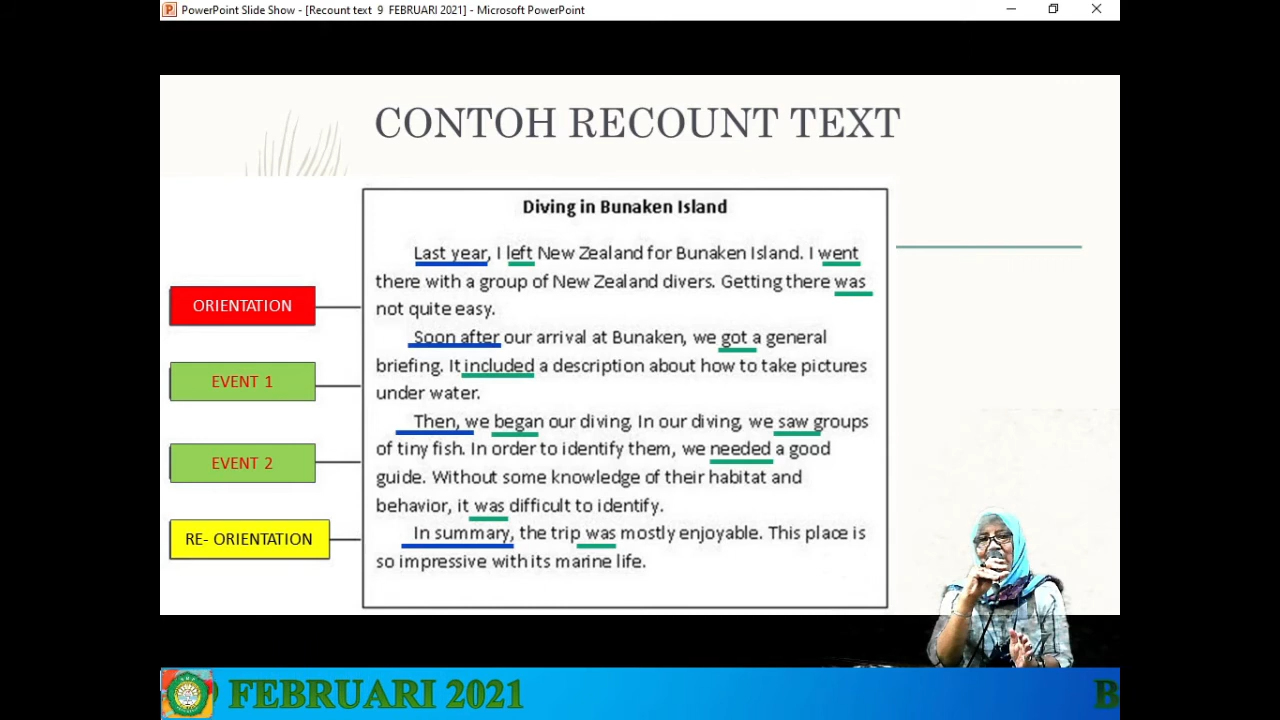 PowerPoint Slide Show - [Recount text 9 FEBRUARI 2021] - Microsoft PowerPoint
CONTOH RECOUNT TEXT
Diving in Bunaken Island
Last year, I left New Zealand for Bunaken Island. I went
there with a group of New Zealand divers. Getting there was
not quite easy.
Soon after our arrival at Bunaken, we got a general
briefing. It included a description about how to take pictures
under water.
Then, we began our diving. In our diving, we saw groups
of tiny fish. In order to identify them, we needed a good
guide. Without some knowledge of their habitat and
behavior, it was difficult to identify.
In summary, the trip was mostly enjoyable. This place is
so impressive with its marine life.
ORIENTATION
EVENT 1
EVENT 2
RE- ORIENTATION
FEBRUARI 2021
B